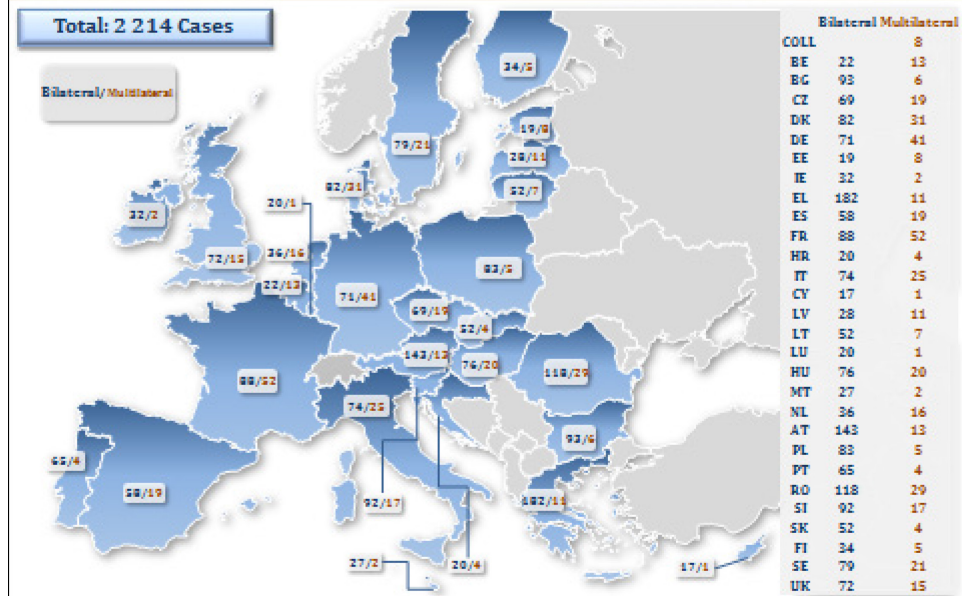 Total: 2 214 Cases
Bilateral/Multilateral
34/5
19/8
79/21
28/11
82/31
52/7
20/1
32/2
72/15
36/16
83/5
22/13
71/41
69/19
52/4
143/13
76/20
118/29
88/52
74/25
93/6
65/4
58/19
92/17
182/11
27/2
20/4
17/1
Bilateral Multilateral
COLL 8
BE 22 13
BG 93 6
CZ 69 19
DK 82 31
DE 71 41
EE 19 8
IE 32 2
EL 182 11
ES 58 19
FR 88 52
HR 20 4
IT 74 25
CY 17 1
LV 28 11
LT 52 7
LU 20 1
HU 76 20
MT 27 2
NL 36 16
AT 143 13
PL 83 5
PT 65 4
RO 118 29
SI 92 17
SK 52 4
FI 34 5
SE 79 21
UK 72 15